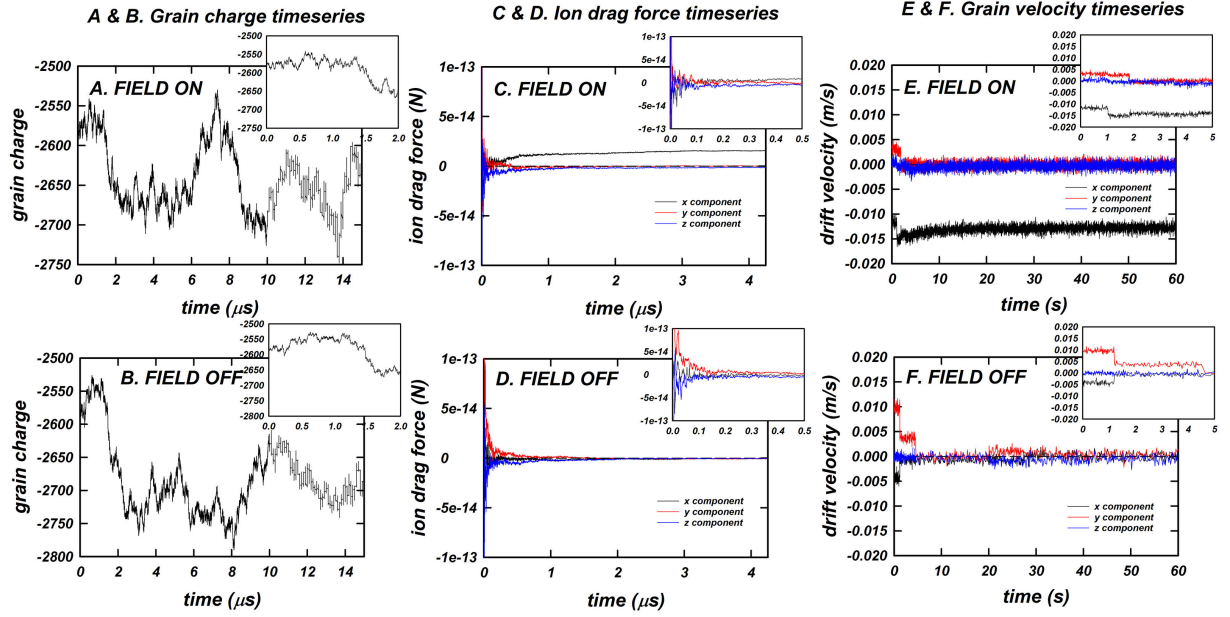 A & B. Grain charge timeseries
C & D. Ion drag force timeseries
E & F. Grain velocity timeseries
A. FIELD ON
grain charge
-2500
-2550
-2600
-2650
-2700
-2750
0 2 4 6 8 10 12 14
time (μs)
-2500
-2550
-2600
-2650
-2700
-2750
0.0 0.5 1.0 1.5 2.0
C. FIELD ON
ion drag force (N)
1e-13
5e-14
0
-5e-14
-1e-13
0 1 2 3 4
time (μs)
x component
y component
z component
1e-13
5e-14
0
-5e-14
-1e-13
0.0 0.1 0.2 0.3 0.4 0.5
E. FIELD ON
drift velocity (m/s)
0.020
0.015
0.010
0.005
0.000
-0.005
-0.010
-0.015
-0.020
0 10 20 30 40 50 60
time (s)
x component
y component
z component
0.020
0.015
0.010
0.005
0.000
-0.005
-0.010
-0.015
-0.020
0 1 2 3 4 5
B. FIELD OFF
grain charge
-2500
-2550
-2600
-2650
-2700
-2750
-2800
0 2 4 6 8 10 12 14
time (μs)
-2500
-2550
-2600
-2650
-2700
-2750
-2800
0.0 0.5 1.0 1.5 2.0
D. FIELD OFF
ion drag force (N)
1e-13
5e-14
0
-5e-14
-1e-13
0 1 2 3 4
time (μs)
x component
y component
z component
1e-13
5e-14
0
-5e-14
-1e-13
0.0 0.1 0.2 0.3 0.4 0.5
F. FIELD OFF
drift velocity (m/s)
0.020
0.015
0.010
0.005
0.000
-0.005
-0.010
-0.015
-0.020
0 10 20 30 40 50 60
time (s)
x component
y component
z component
0.020
0.015
0.010
0.005
0.000
-0.005
-0.010
-0.015
-0.020
0 1 2 3 4 5